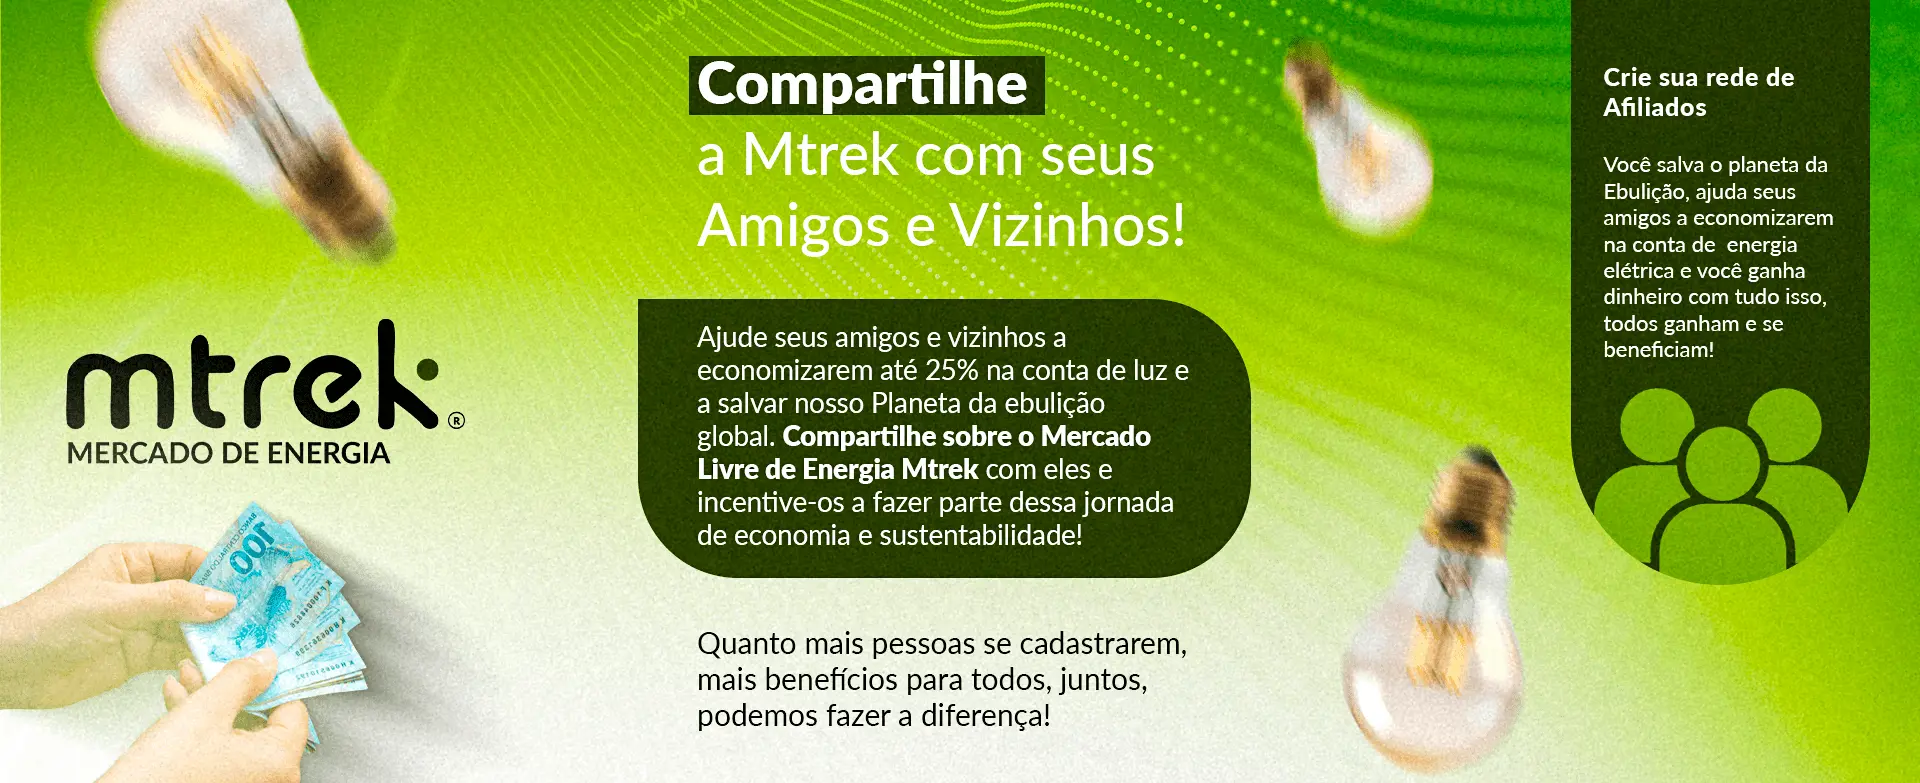 Compartilhe
a Mtrek com seus
Amigos e Vizinhos!
mtrek®
MERCADO DE ENERGIA
Ajude seus amigos e vizinhos a
economizarem até 25% na conta de luz e
a salvar nosso Planeta da ebulição
global. Compartilhe sobre o Mercado
Livre de Energia Mtrek com eles e
incentive-os a fazer parte dessa jornada
de economia e sustentabilidade!
Quanto mais pessoas se cadastrarem,
mais benefícios para todos, juntos,
podemos fazer a diferença!
Crie sua rede de
Afiliados
Você salva o planeta da
Ebulição, ajuda seus
amigos a economizarem
na conta de  energia
elétrica e você ganha
dinheiro com tudo isso,
todos ganham e se
beneficiam!
100